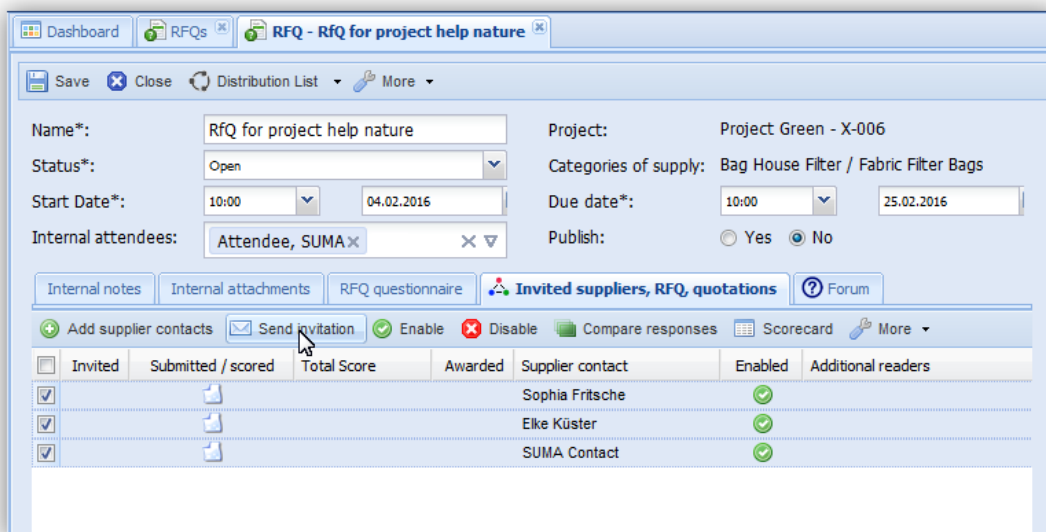 Dashboard RFQs RFQ - RfQ for project help nature
Save Close Distribution List More
Name*: RfQ for project help nature Project: Project Green - X-006
Status*: Open Categories of supply: Bag House Filter / Fabric Filter Bags
Start Date*: 10:00 04.02.2016 Due date*: 10:00 25.02.2016
Internal attendees: Attendee, SUMA Publish: Yes No
Internal notes Internal attachments RFQ questionnaire Invited suppliers, RFQ, quotations Forum
Add supplier contacts Send invitation Enable Disable Compare responses Scorecard More
Invited Submitted / scored Total Score Awarded Supplier contact Enabled Additional readers
Sophia Fritsche
Elke Küster
SUMA Contact